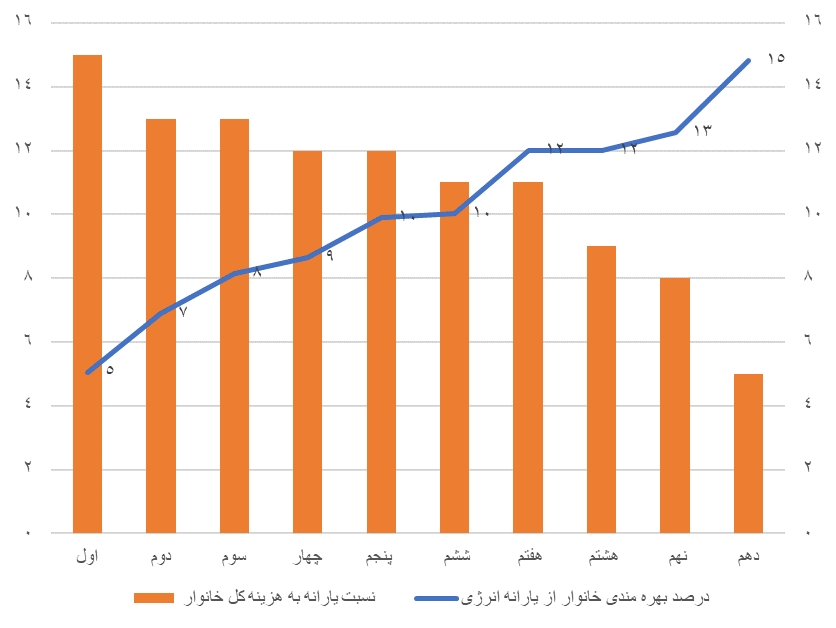 ۱۶ ۱۶
۱۵
۱۴ ۱۴
۱۳
۱۲ ۱۲ ۱۲ ۱۲
۱۰ ۱۰ ۱۰ ۱۰
۹
۸ ۸ ۸
۷
۶ ۶
۵
۴ ۴
۲ ۲
۰ ۰
اول دوم سوم چهار پنجم ششم هفتم هشتم نهم دهم
نسبت یارانه به هزینه کل خانوار
درصد بهره مندی خانوار از یارانه انرژی